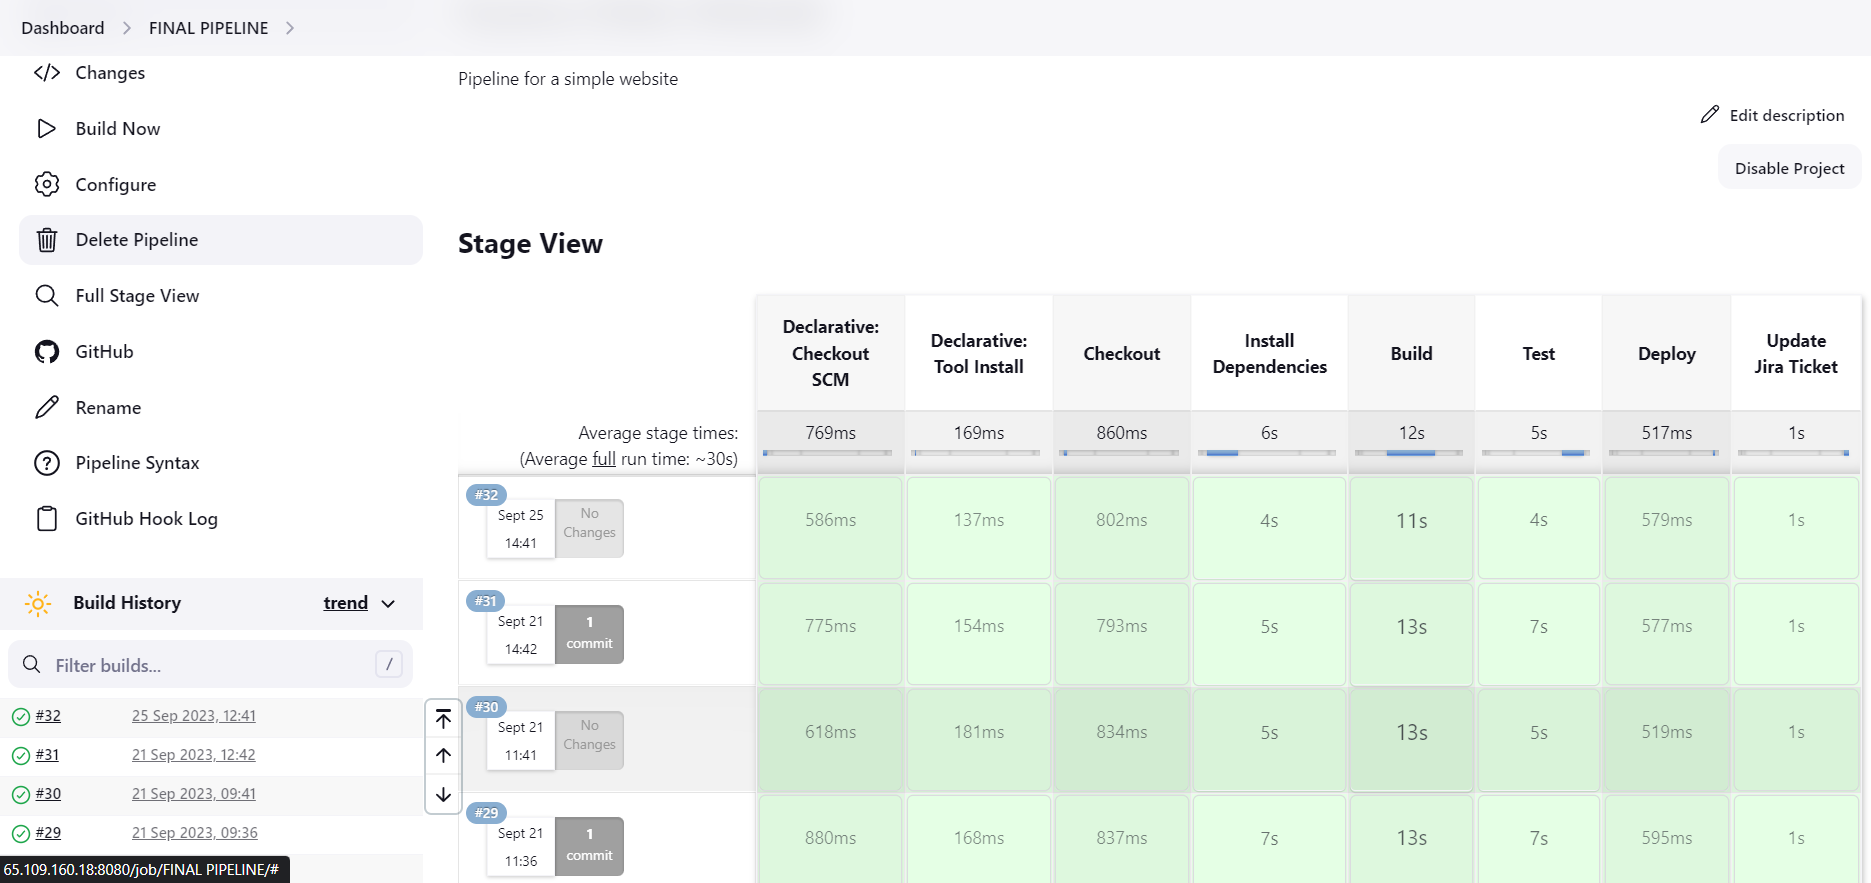 Dashboard
FINAL PIPELINE
Changes
Build Now
Configure
Delete Pipeline
Full Stage View
GitHub
Rename
Pipeline Syntax
GitHub Hook Log
Build History
trend
Filter builds...
/
#32 25 Sep 2023, 12:41
#31 21 Sep 2023, 12:42
#30 21 Sep 2023, 09:41
#29 21 Sep 2023, 09:36
65.109.160.18:8080/job/FINAL PIPELINE/#
Pipeline for a simple website
Edit description
Disable Project
Stage View
Declarative:
Checkout
SCM
Declarative:
Tool Install
Checkout
Install
Dependencies
Build
Test
Deploy
Update
Jira Ticket
Average stage times:
(Average full run time: ~30s)
769ms 169ms 860ms 6s 12s 5s 517ms 1s
#32
Sept 25
14:41
No
Changes
586ms 137ms 802ms 4s 11s 4s 579ms 1s
#31
Sept 21
14:42
1
commit
775ms 154ms 793ms 5s 13s 7s 577ms 1s
#30
Sept 21
11:41
No
Changes
618ms 181ms 834ms 5s 13s 5s 519ms 1s
#29
Sept 21
11:36
1
commit
880ms 168ms 837ms 7s 13s 7s 595ms 1s